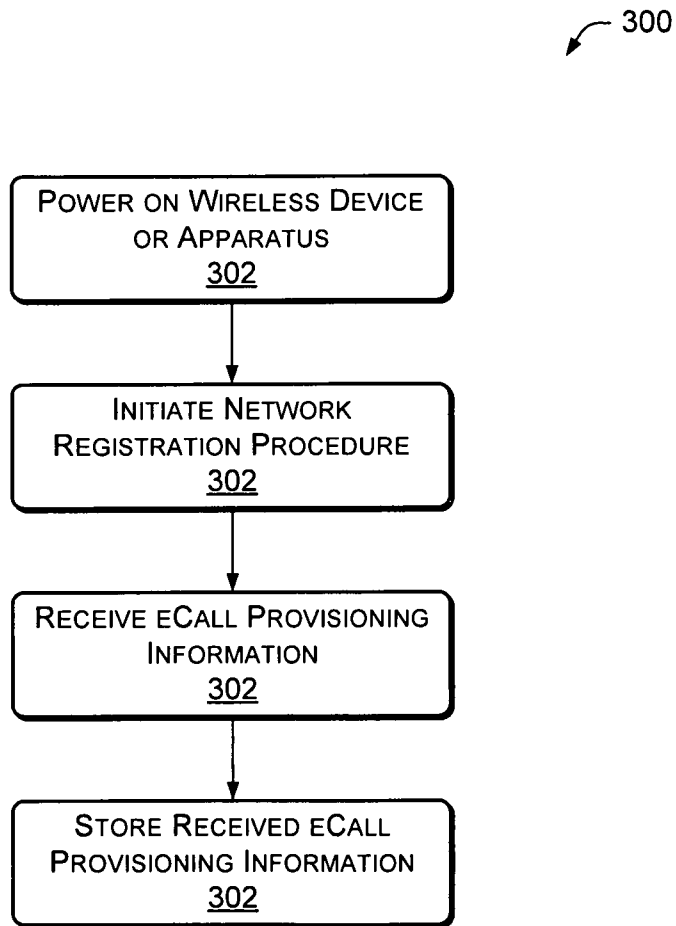 300
POWER ON WIRELESS DEVICE
OR APPARATUS
302
INITIATE NETWORK
REGISTRATION PROCEDURE
302
RECEIVE ECALL PROVISIONING
INFORMATION
302
STORE RECEIVED ECALL
PROVISIONING INFORMATION
302